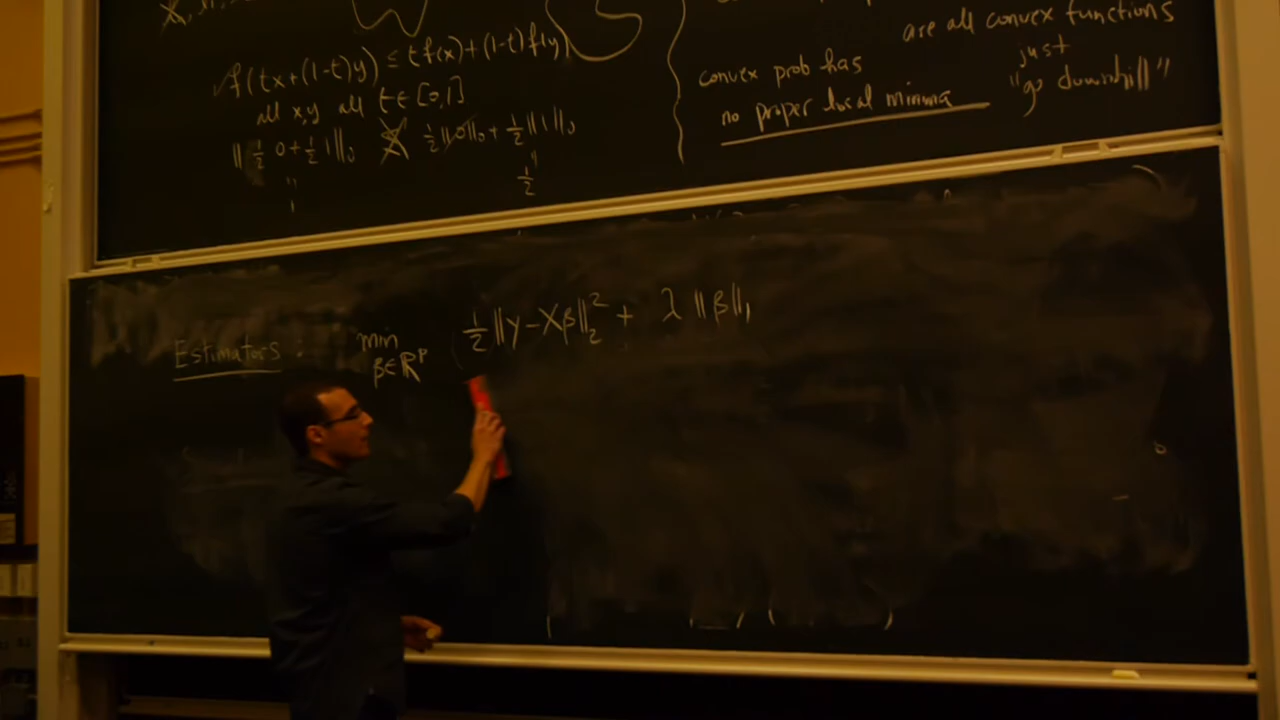 f(tx+(1-t)y) ≤ tf(x)+(1-t)f(y)
all x,y all t∈[0,1]
||½ 0+½ 1||₀ ½||0||₀+½||1||₀
" "
1 ½
are all convex functions
just
"go downhill"
convex prob has
no proper local minima
Estimators : min ½||y-Xβ||₂² + λ||β||₁
β∈ℝᵖ